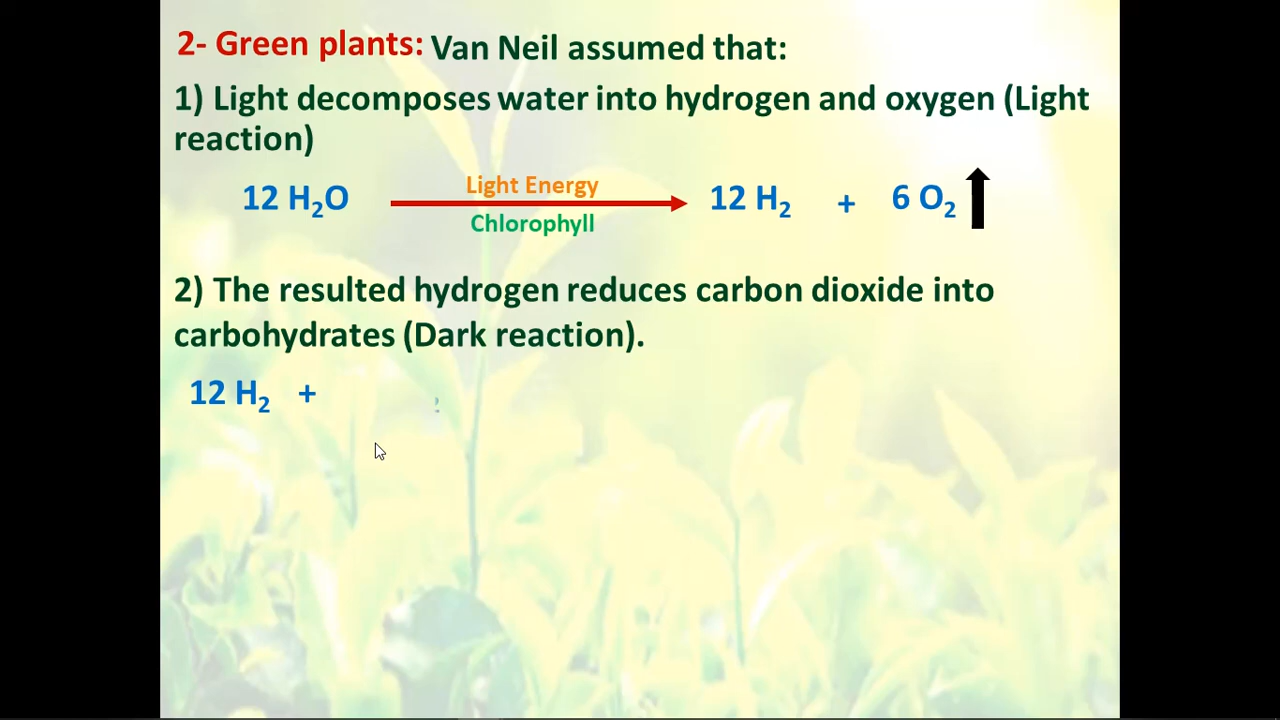 2- Green plants: Van Neil assumed that:
1) Light decomposes water into hydrogen and oxygen (Light
reaction)
Light Energy
12 H₂O → 12 H₂ + 6 O₂ ↑
Chlorophyll
2) The resulted hydrogen reduces carbon dioxide into
carbohydrates (Dark reaction).
12 H₂ +